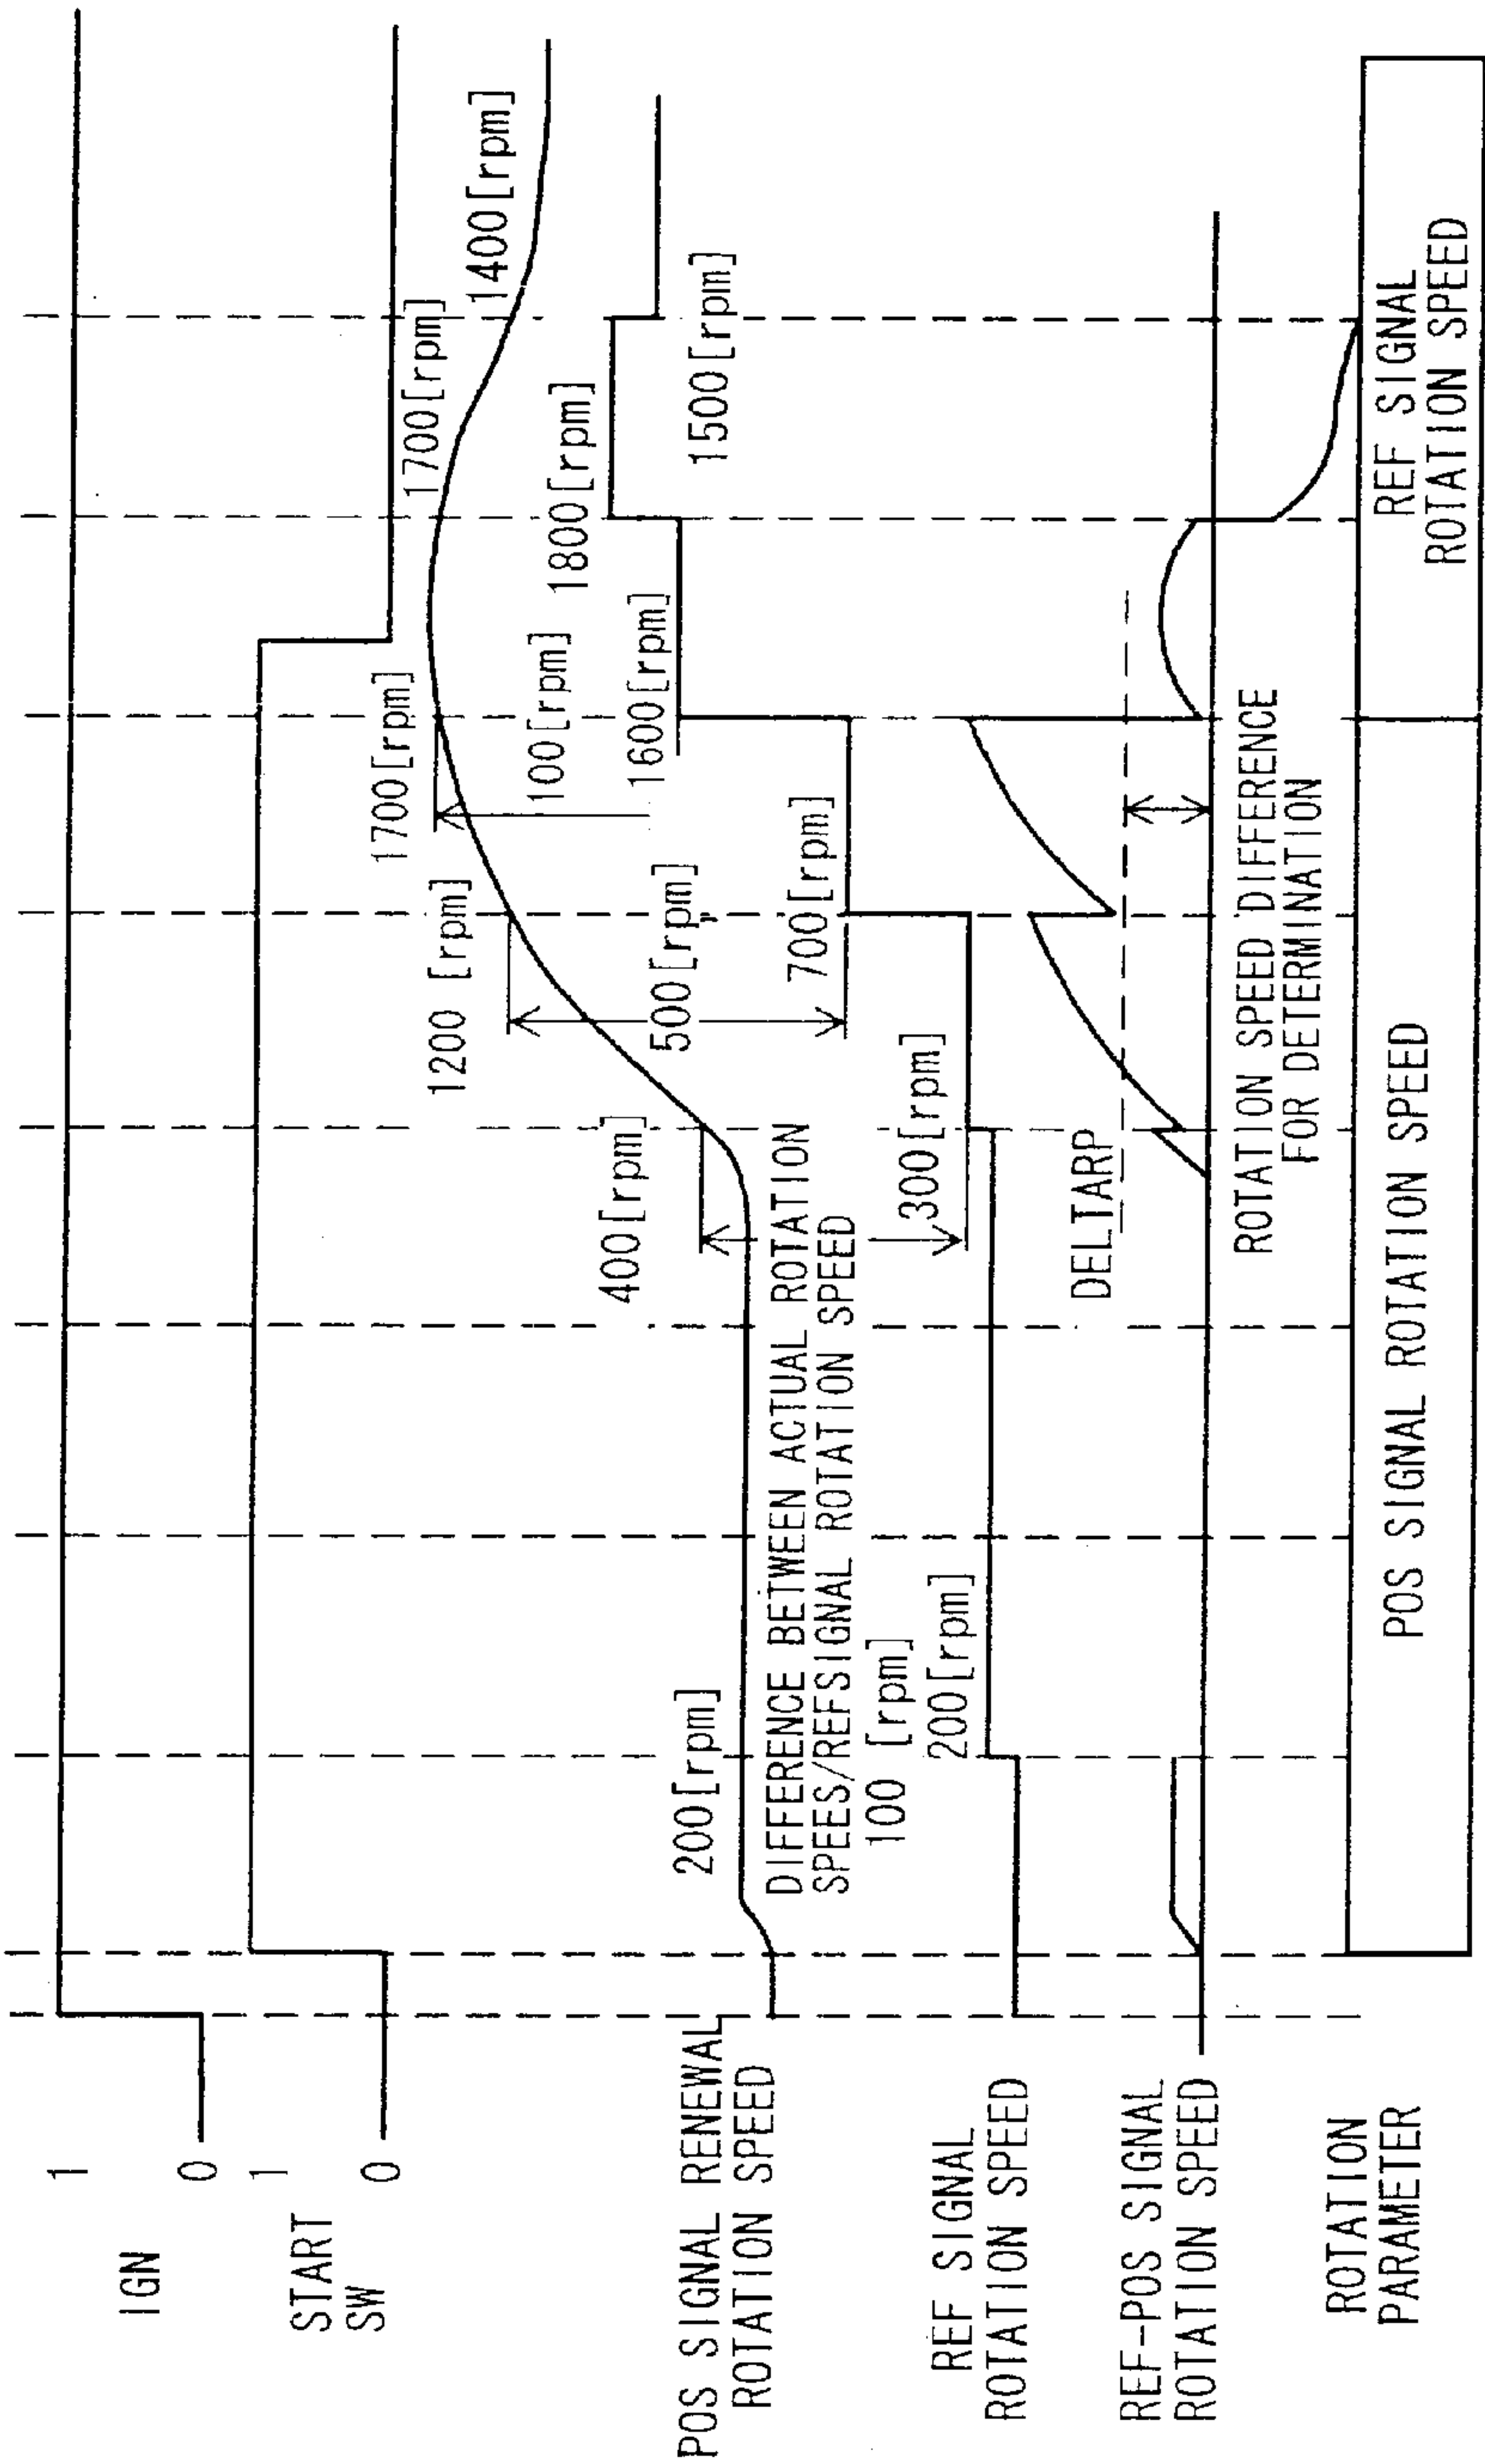 IGN
1
0
START
SW
1
0
POS SIGNAL RENEWAL
ROTATION SPEED
200[rpm]
400[rpm]
1200 [rpm]
1700[rpm]
1700[rpm]
1400[rpm]
DIFFERENCE BETWEEN ACTUAL ROTATION
SPEES/REFSIGNAL ROTATION SPEED
500[rpm]
100[rpm]
REF SIGNAL
ROTATION SPEED
100 [rpm]
200[rpm]
300[rpm]
700[rpm]
1600[rpm]
1800[rpm]
1500[rpm]
REF-POS SIGNAL
ROTATION SPEED
DELTARP
ROTATION SPEED DIFFERENCE
FOR DETERMINATION
ROTATION
PARAMETER
POS SIGNAL ROTATION SPEED
REF SIGNAL
ROTATION SPEED